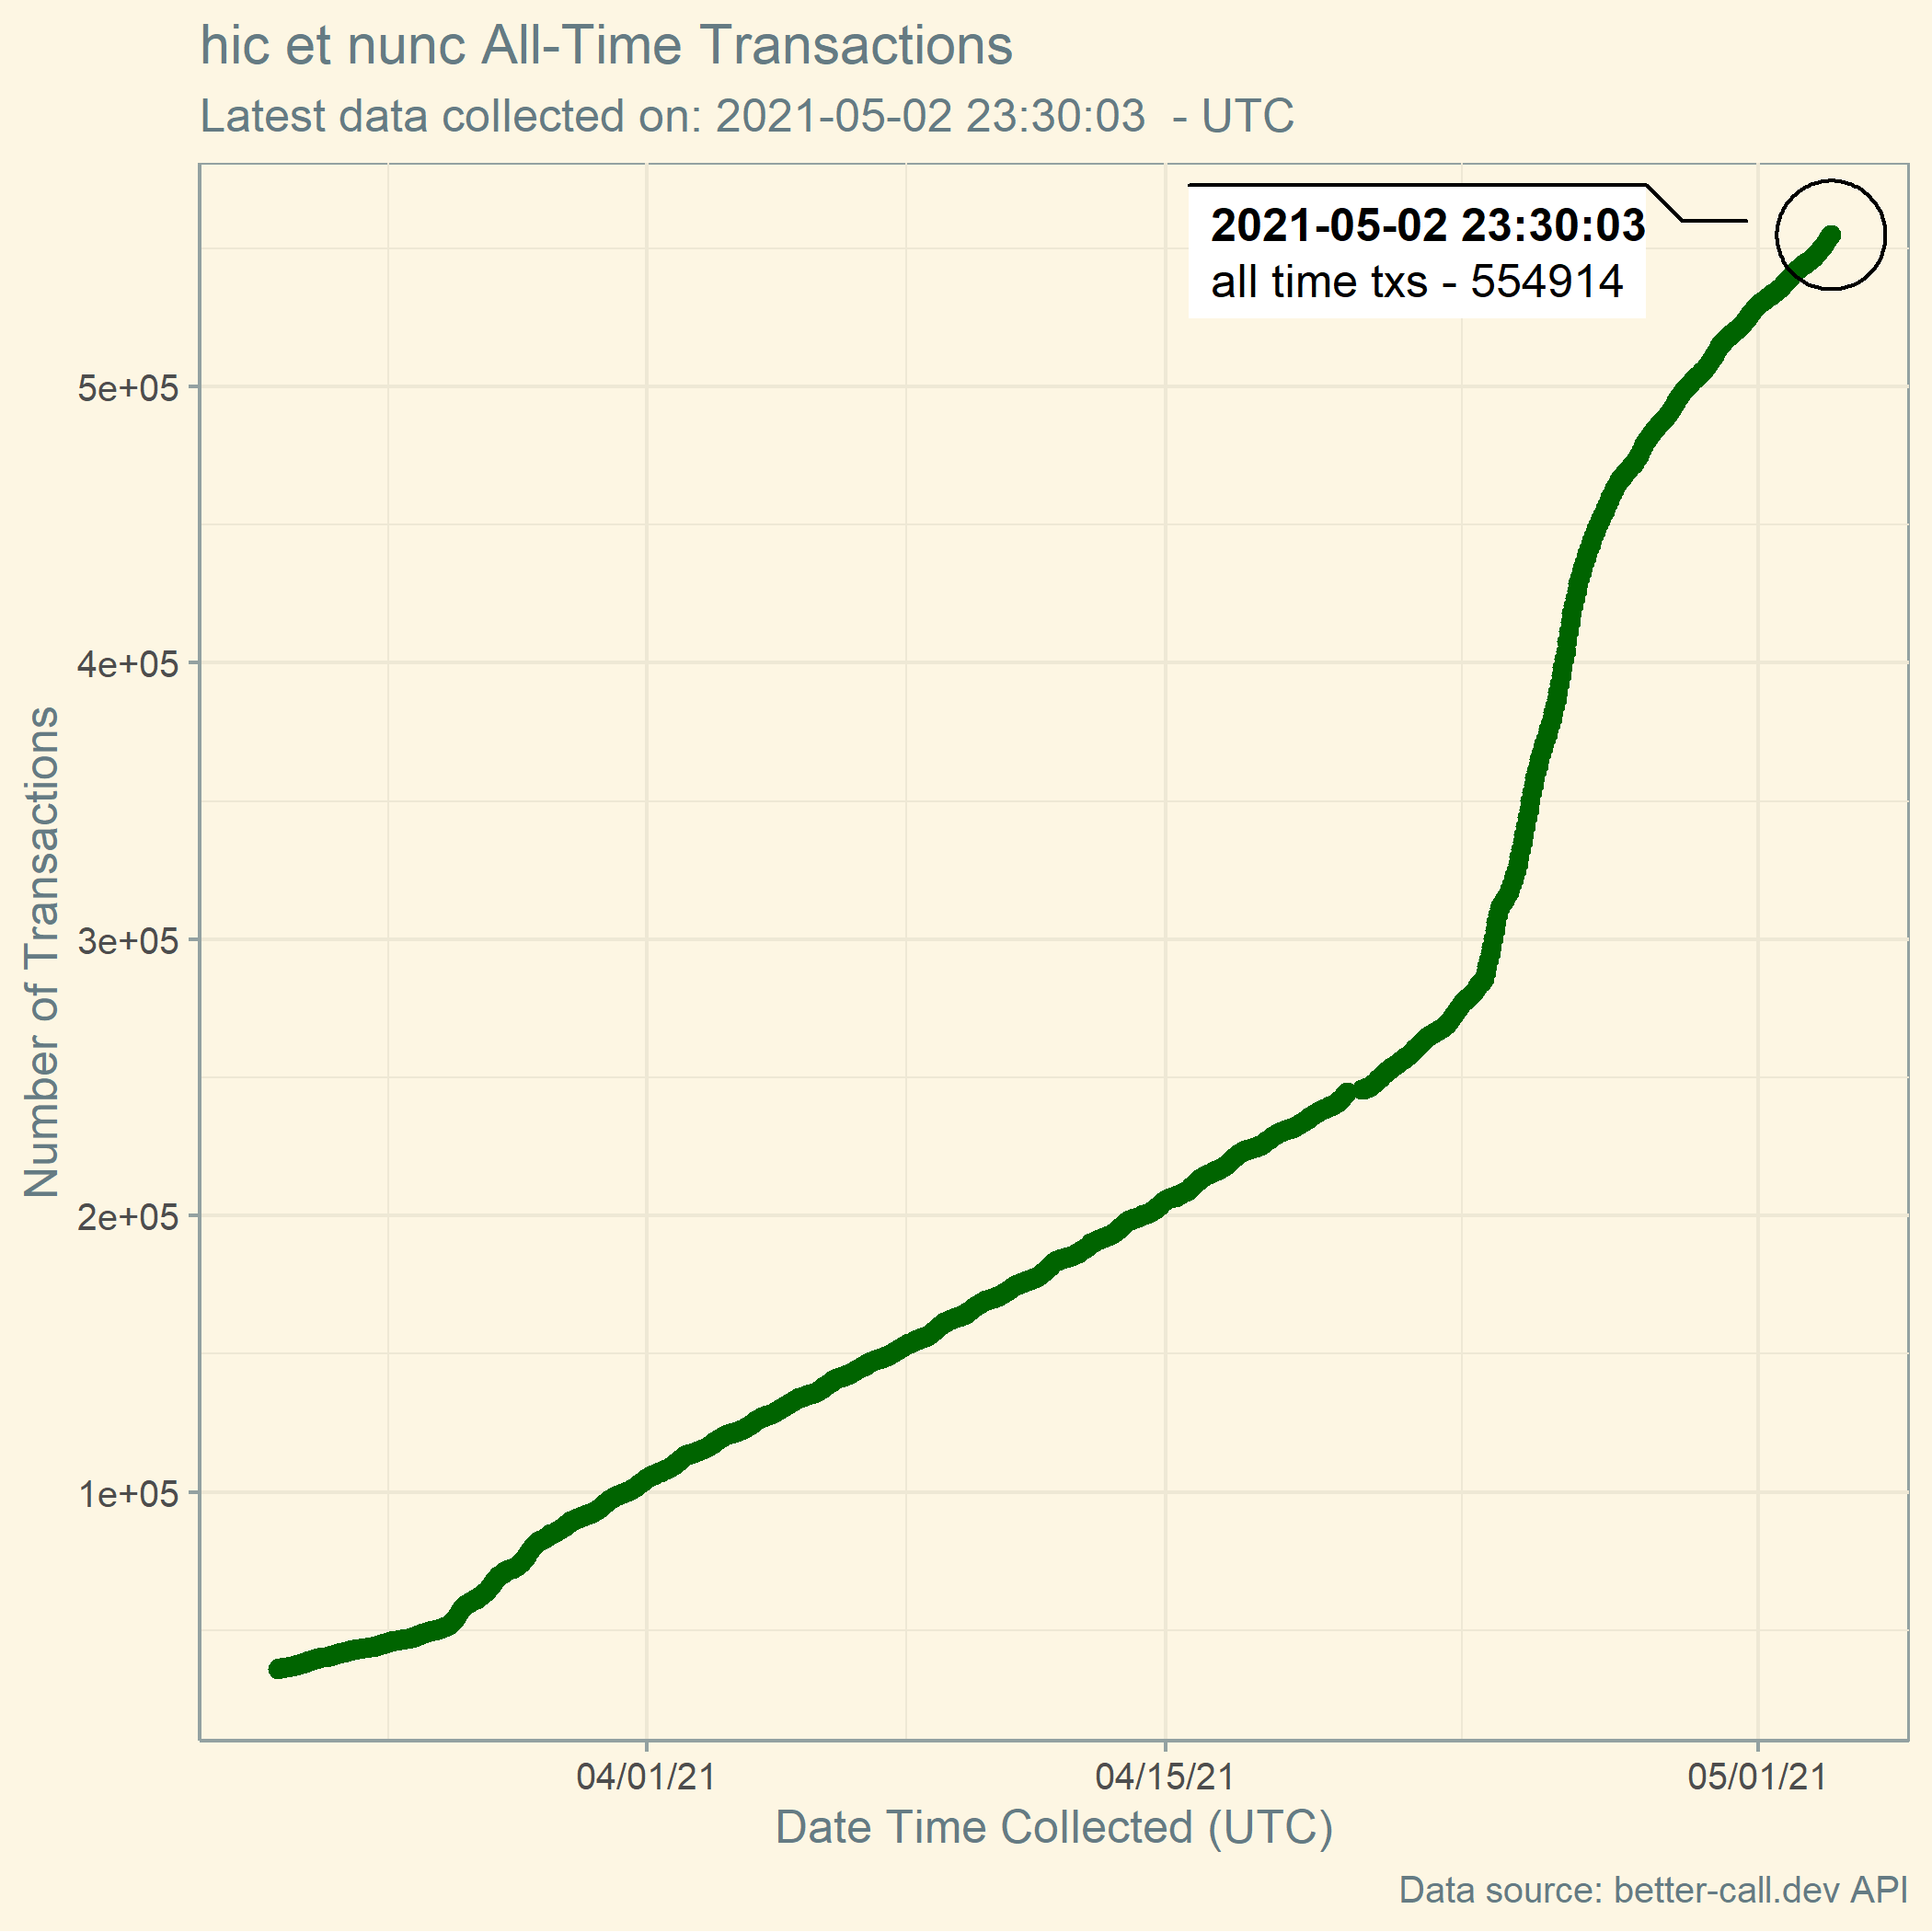 hic et nunc All-Time Transactions
Latest data collected on: 2021-05-02 23:30:03  - UTC
2021-05-02 23:30:03
all time txs - 554914
5e+05
4e+05
3e+05
2e+05
1e+05
Number of Transactions
04/01/21
04/15/21
05/01/21
Date Time Collected (UTC)
Data source: better-call.dev API